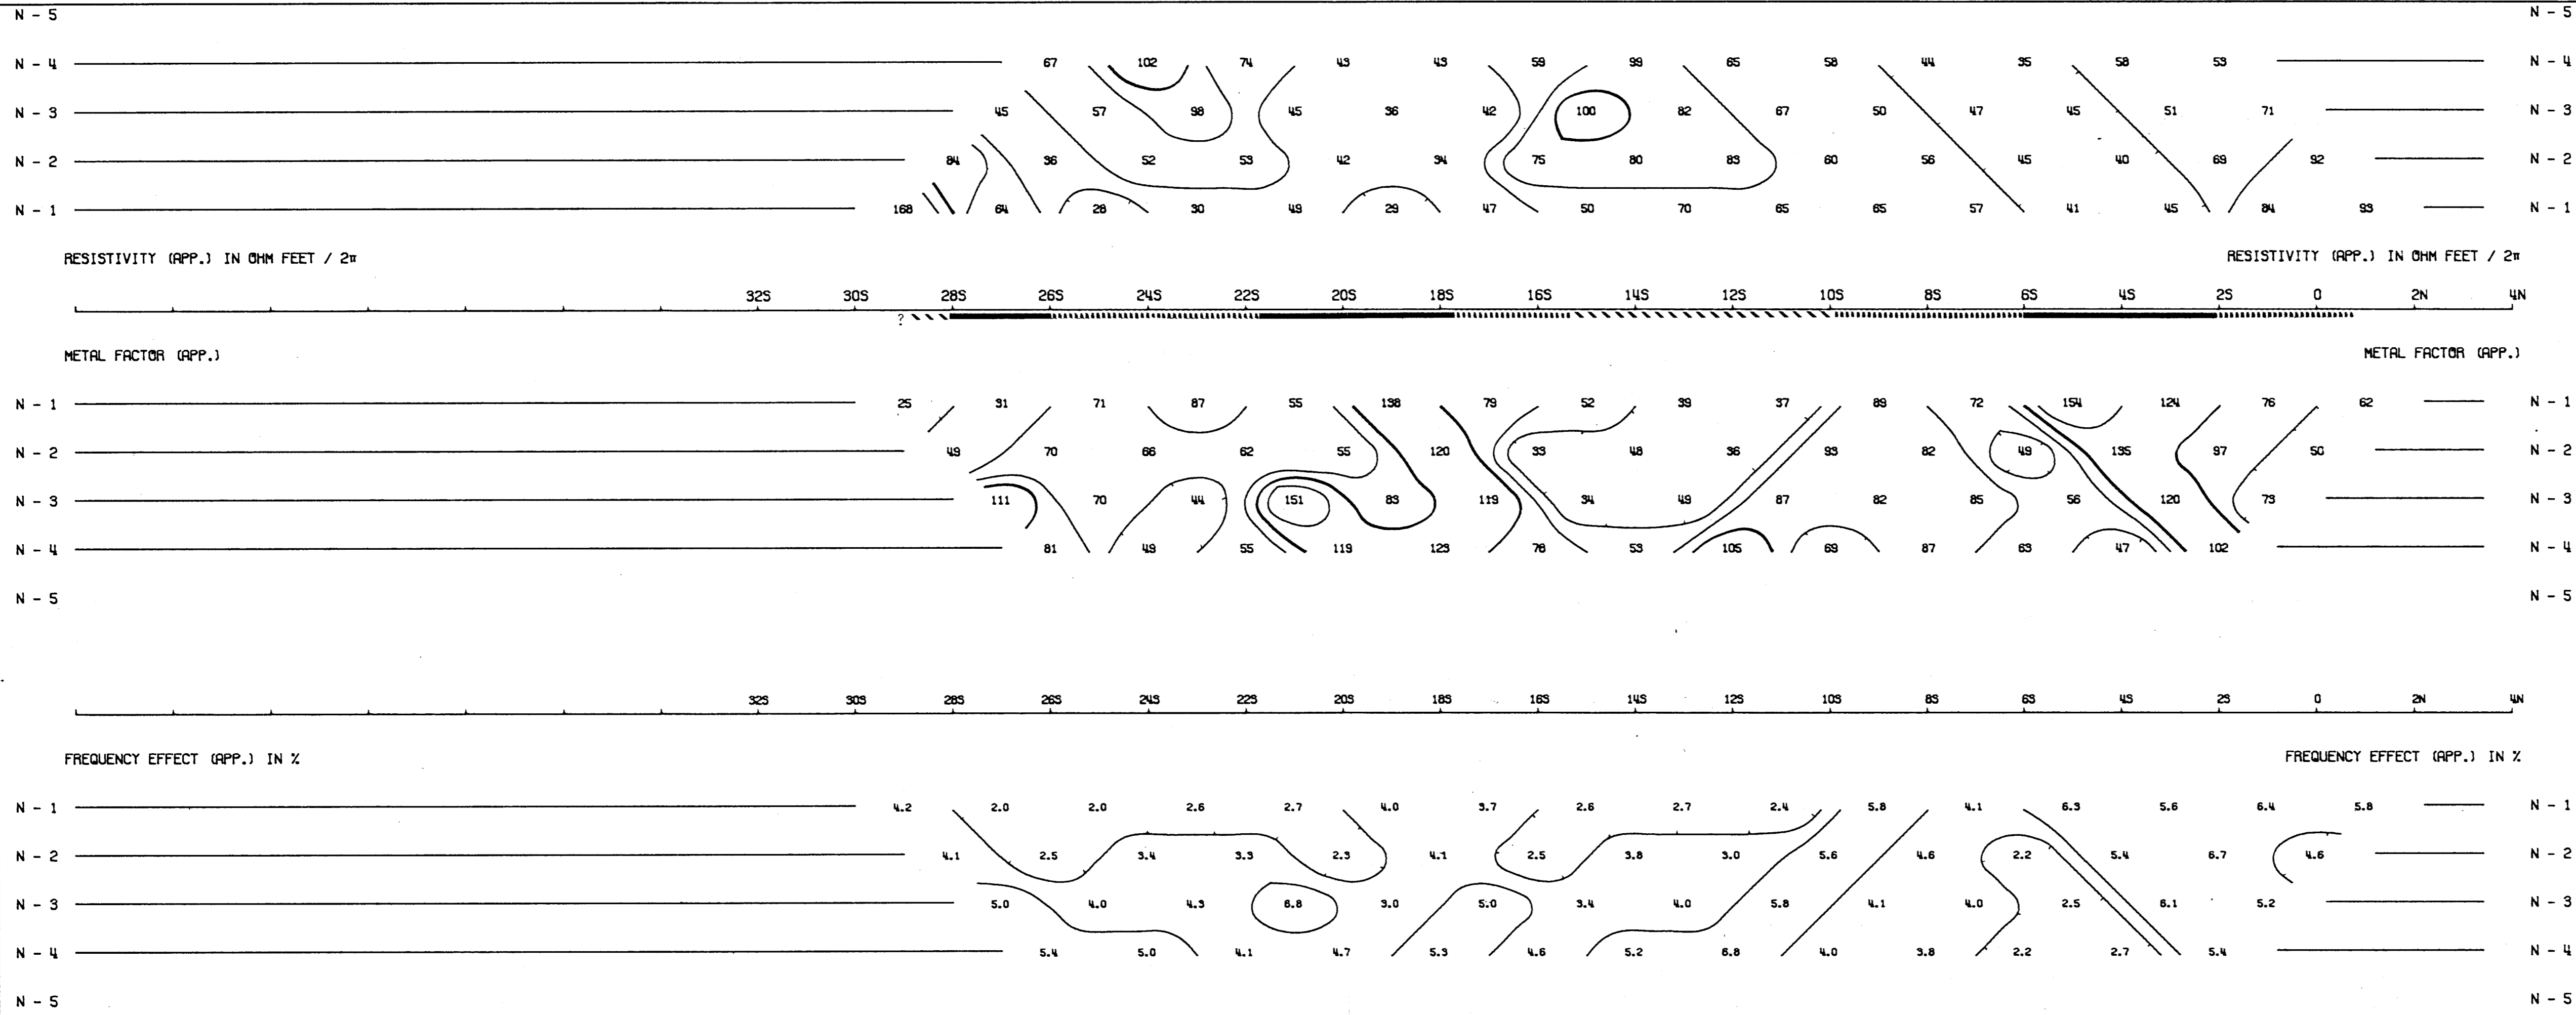 N - 5 N - 5
N - 4 67 102 74 43 43 59 99 65 58 44 35 58 53 N - 4
N - 3 45 57 98 45 36 42 100 82 67 50 47 45 51 71 N - 3
N - 2 84 36 52 53 42 34 75 80 83 60 56 45 40 69 92 N - 2
N - 1 168 64 28 30 49 29 47 50 70 65 65 57 41 45 84 93 N - 1
RESISTIVITY (APP.) IN OHM FEET / 2π RESISTIVITY (APP.) IN OHM FEET / 2π
32S 30S 28S 26S 24S 22S 20S 18S 16S 14S 12S 10S 8S 6S 4S 2S 0 2N 4N
?
METAL FACTOR (APP.) METAL FACTOR (APP.)
N - 1 25 31 71 87 55 138 79 52 39 37 89 72 154 124 76 62 N - 1
N - 2 49 70 66 62 55 120 33 48 36 93 82 49 135 97 50 N - 2
N - 3 111 70 44 151 83 119 34 49 87 82 85 56 120 73 N - 3
N - 4 81 49 55 119 123 78 53 105 69 87 63 47 102 N - 4
N - 5 N - 5
32S 30S 28S 26S 24S 22S 20S 18S 16S 14S 12S 10S 8S 6S 4S 2S 0 2N 4N
FREQUENCY EFFECT (APP.) IN % FREQUENCY EFFECT (APP.) IN %
N - 1 4.2 2.0 2.0 2.6 2.7 4.0 3.7 2.6 2.7 2.4 5.8 4.1 6.3 5.6 6.4 5.8 N - 1
N - 2 4.1 2.5 3.4 3.3 2.3 4.1 2.5 3.8 3.0 5.6 4.6 2.2 5.4 6.7 4.6 N - 2
N - 3 5.0 4.0 4.3 6.8 3.0 5.0 3.4 4.0 5.8 4.1 4.0 2.5 6.1 5.2 N - 3
N - 4 5.4 5.0 4.1 4.7 5.3 4.6 5.2 6.8 4.0 3.8 2.2 2.7 5.4 N - 4
N - 5 N - 5